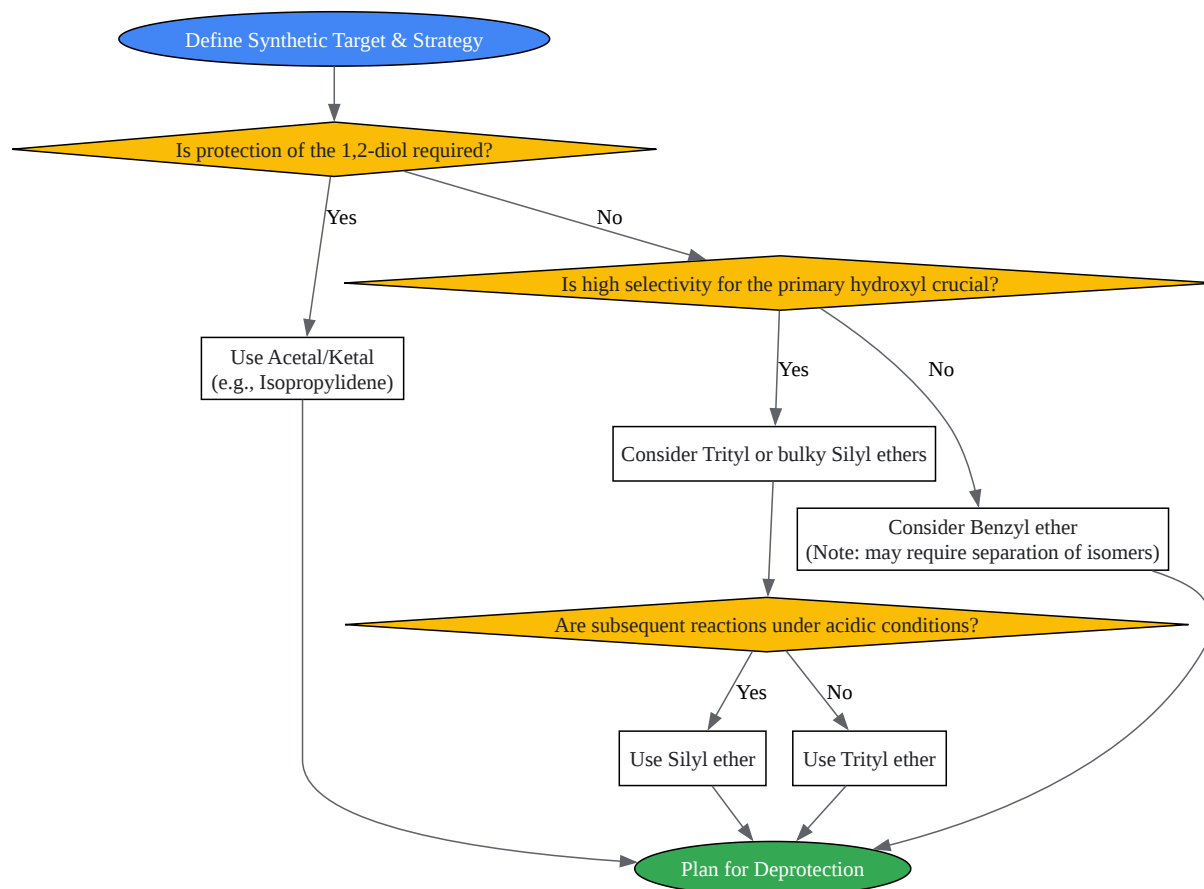 Define Synthetic Target & Strategy
Is protection of the 1,2-diol required?
Yes
No
Is high selectivity for the primary hydroxyl crucial?
Use Acetal/Ketal
(e.g., Isopropylidene)
Yes
No
Consider Trityl or bulky Silyl ethers
Consider Benzyl ether
(Note: may require separation of isomers)
Are subsequent reactions under acidic conditions?
Yes
No
Use Silyl ether
Use Trityl ether
Plan for Deprotection